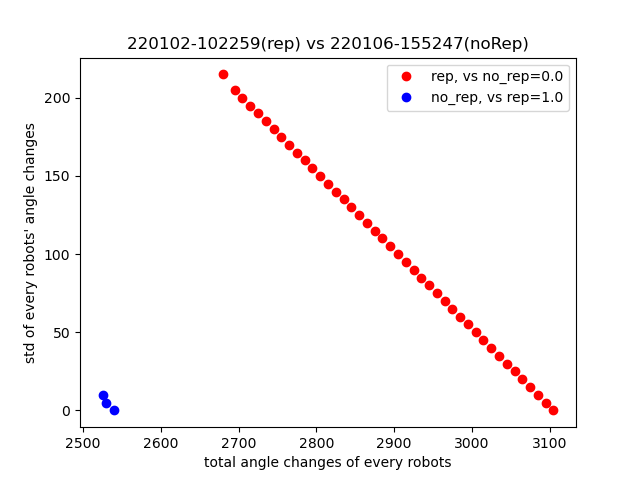 220102-102259(rep) vs 220106-155247(noRep)
rep, vs no_rep=0.0
no_rep, vs rep=1.0
std of every robots' angle changes
200
150
100
50
0
2500 2600 2700 2800 2900 3000 3100
total angle changes of every robots